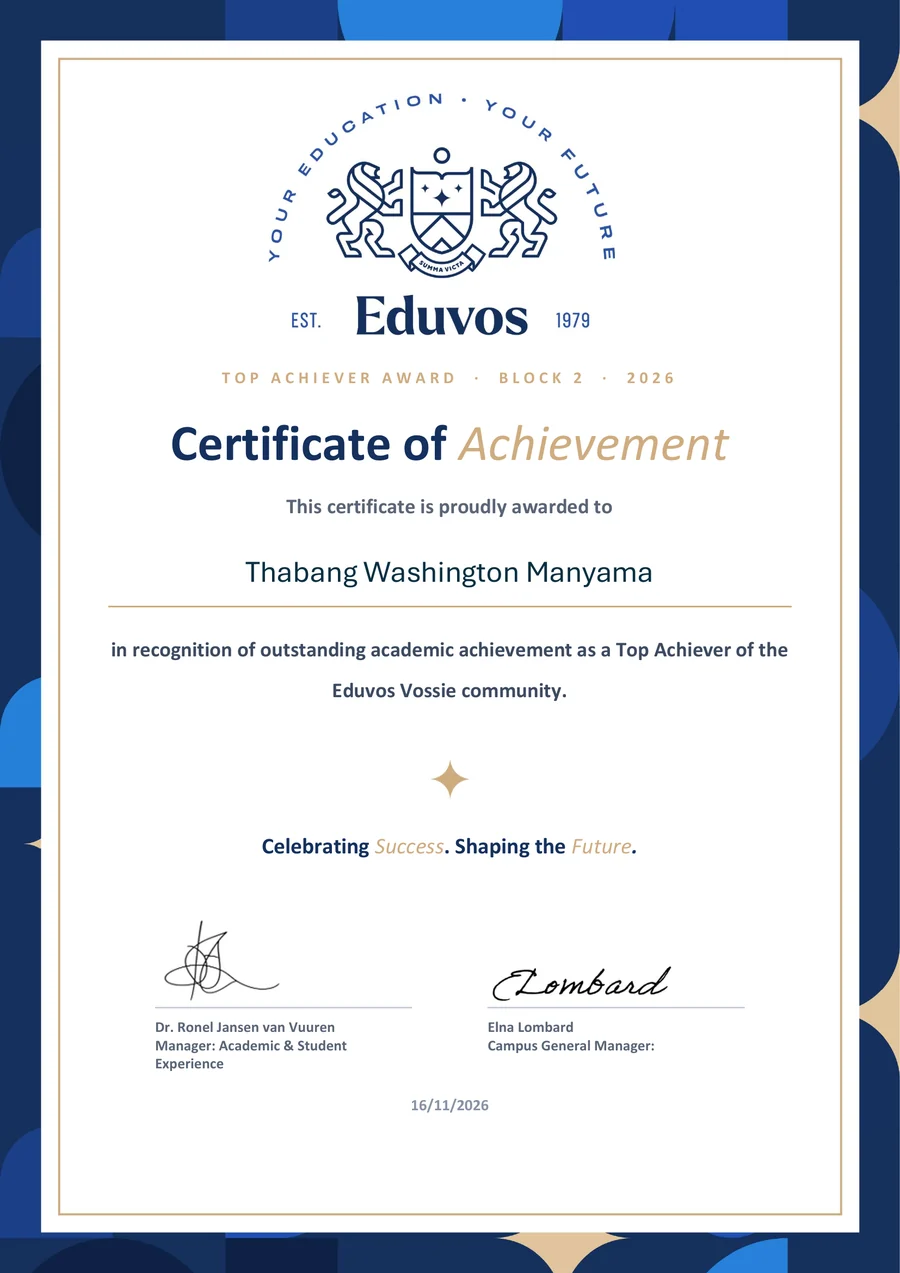 YOUR EDUCATION · YOUR FUTURE
SUMMA VICTA
EST. Eduvos 1979
TOP ACHIEVER AWARD · BLOCK 2 · 2026
Certificate of Achievement
This certificate is proudly awarded to
Thabang Washington Manyama
in recognition of outstanding academic achievement as a Top Achiever of the
Eduvos Vossie community.
Celebrating Success. Shaping the Future.
ELombard
Dr. Ronel Jansen van Vuuren
Manager: Academic & Student
Experience
Elna Lombard
Campus General Manager:
16/11/2026